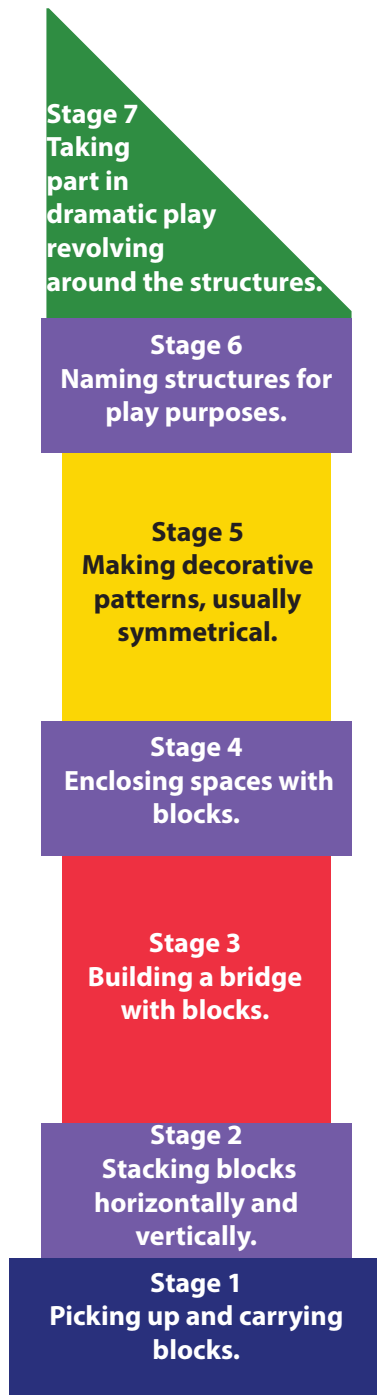 Stage 7
Taking
part in
dramatic play
revolving
around the structures.
Stage 6
Naming structures for
play purposes.
Stage 5
Making decorative
patterns, usually
symmetrical.
Stage 4
Enclosing spaces with
blocks.
Stage 3
Building a bridge
with blocks.
Stage 2
Stacking blocks
horizontally and
vertically.
Stage 1
Picking up and carrying
blocks.